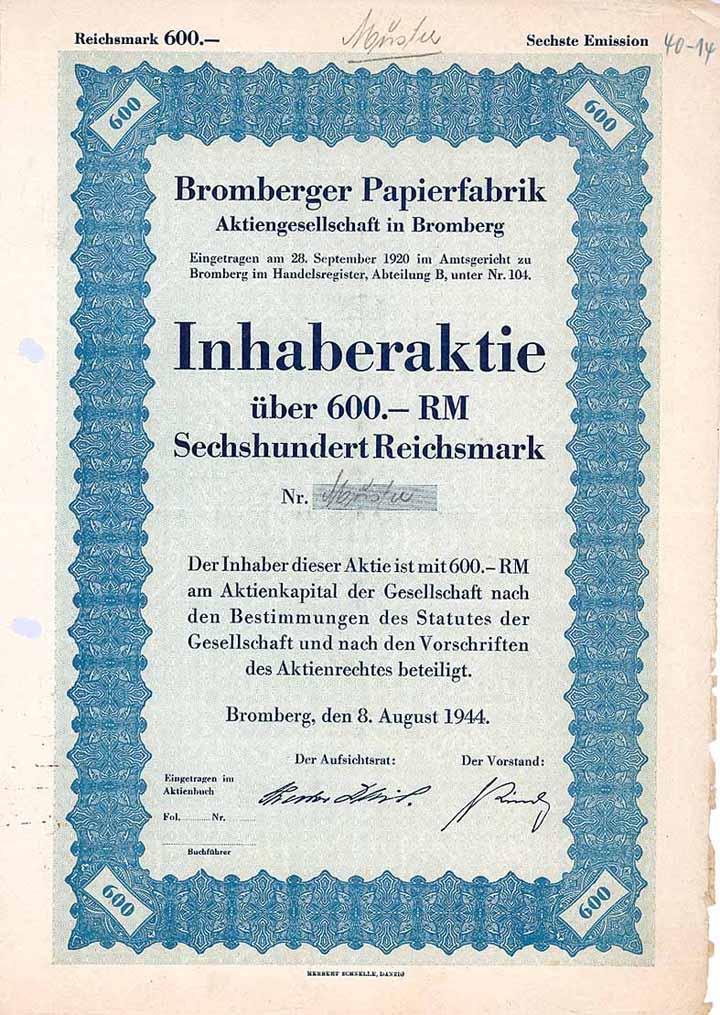 Reichsmark 600.— Muster Sechste Emission 40-14
600 600
Bromberger Papierfabrik
Aktiengesellschaft in Bromberg
Eingetragen am 28. September 1920 im Amtsgericht zu
Bromberg im Handelsregister, Abteilung B, unter Nr. 104.
Inhaberaktie
über 600.— RM
Sechshundert Reichsmark
Nr. Muster
Der Inhaber dieser Aktie ist mit 600.— RM
am Aktienkapital der Gesellschaft nach
den Bestimmungen des Statutes der
Gesellschaft und nach den Vorschriften
des Aktienrechtes beteiligt.
Bromberg, den 8. August 1944.
Der Aufsichtsrat: Der Vorstand:
Eingetragen im
Aktienbuch
Fol. Nr.
Buchführer
600 600
HERBERT SCHNELLE, DANZIG